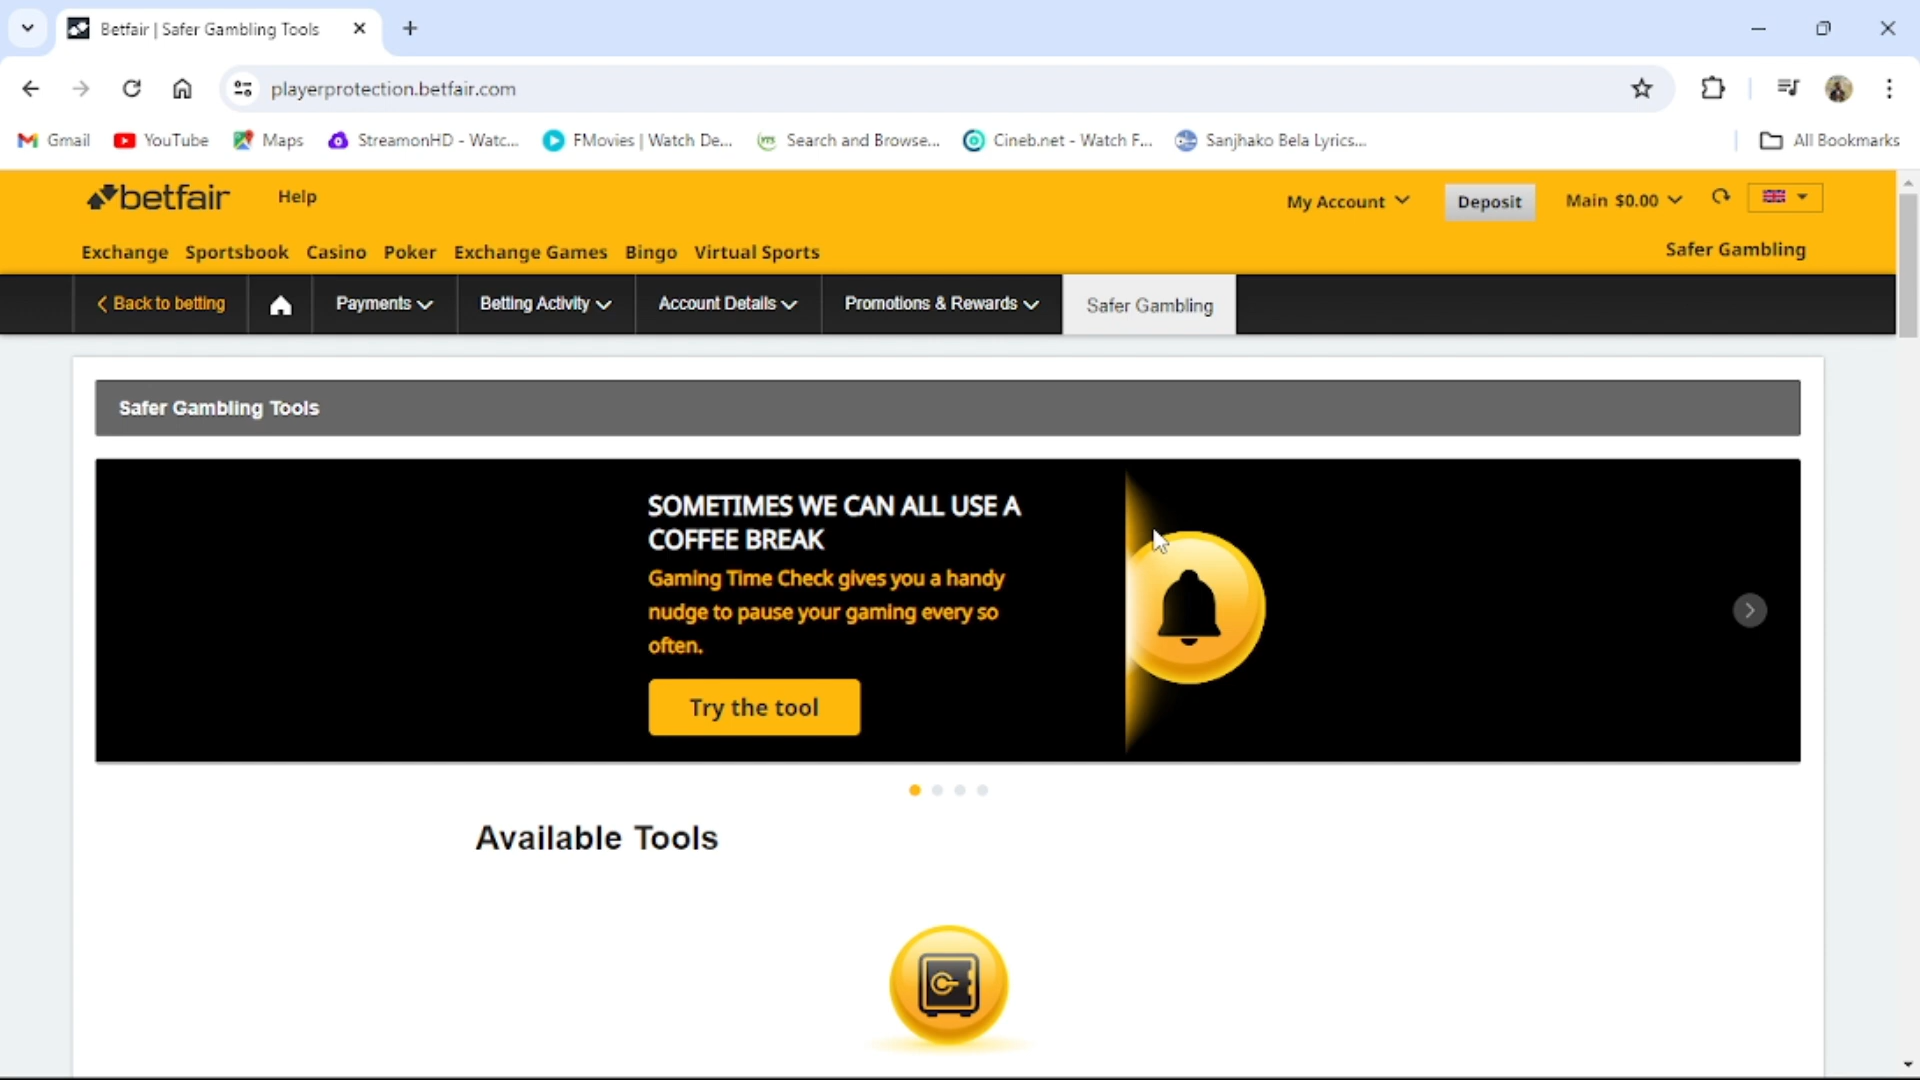 Betfair | Safer Gambling Tools
playerprotection.betfair.com
Gmail YouTube Maps StreamonHD - Watc... FMovies | Watch De... Search and Browse... Cineb.net - Watch F... Sanjhako Bela Lyrics... All Bookmarks
betfair Help My Account Deposit Main $0.00
Exchange Sportsbook Casino Poker Exchange Games Bingo Virtual Sports Safer Gambling
Back to betting Payments Betting Activity Account Details Promotions & Rewards Safer Gambling
Safer Gambling Tools
SOMETIMES WE CAN ALL USE A
COFFEE BREAK
Gaming Time Check gives you a handy
nudge to pause your gaming every so
often.
Try the tool
Available Tools